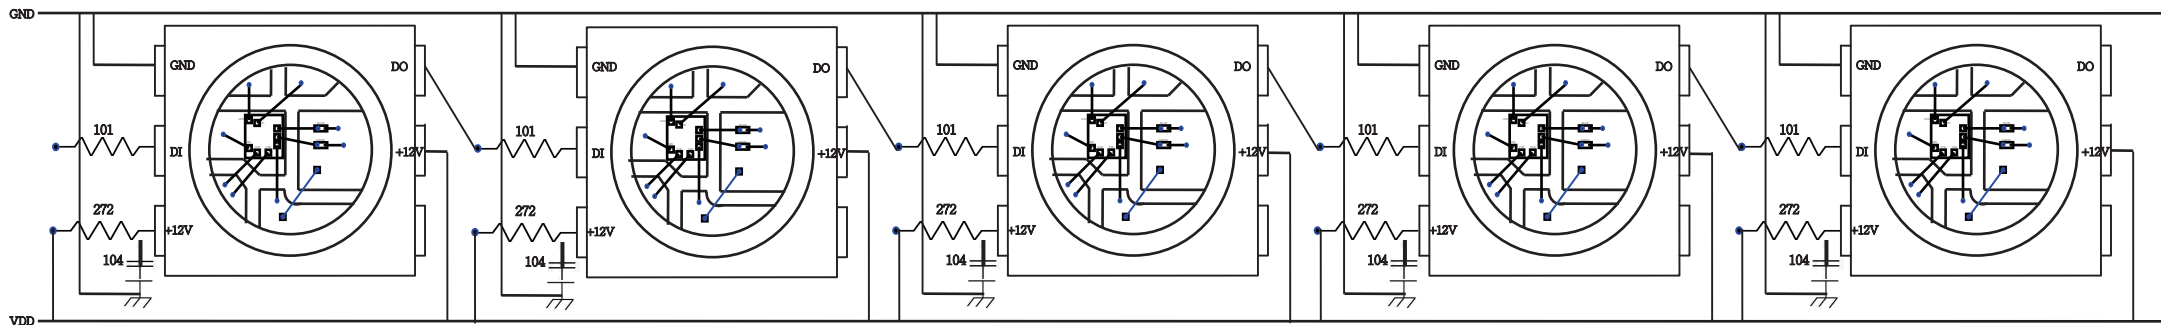 GND
GND DO GND DO GND DO GND DO GND DO
101 101 101 101 101
DI +12V DI +12V DI +12V DI +12V DI +12V
272 272 272 272 272
+12V +12V +12V +12V +12V
104 104 104 104 104
VDD